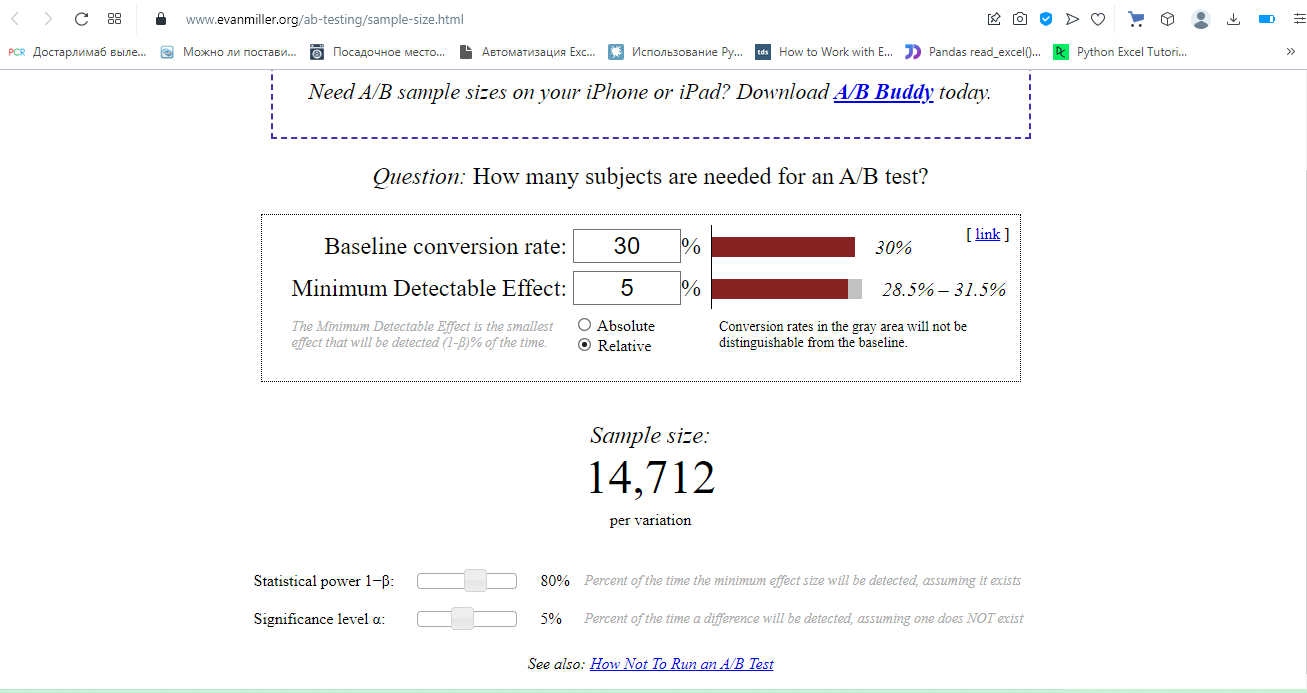 www.evanmiller.org/ab-testing/sample-size.html
PCR Достарлимаб выле... Можно ли постави... Посадочное место... Автоматизация Exc... Использование Py... tds How to Work with E... Pandas read_excel()... Python Excel Tutori... »
Need A/B sample sizes on your iPhone or iPad? Download A/B Buddy today.
Question: How many subjects are needed for an A/B test?
[ link ]
Baseline conversion rate: 30 % 30%
Minimum Detectable Effect: 5 % 28.5% – 31.5%
The Minimum Detectable Effect is the smallest
effect that will be detected (1-β)% of the time.
Absolute
Relative
Conversion rates in the gray area will not be
distinguishable from the baseline.
Sample size:
14,712
per variation
Statistical power 1−β: 80% Percent of the time the minimum effect size will be detected, assuming it exists
Significance level α: 5% Percent of the time a difference will be detected, assuming one does NOT exist
See also: How Not To Run an A/B Test